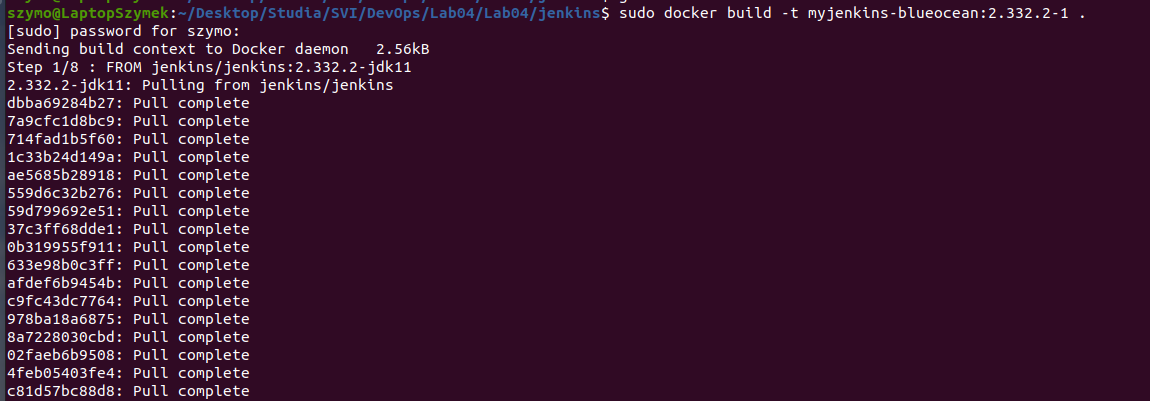 szymo@LaptopSzymek:~/Desktop/Studia/SVI/DevOps/Lab04/Lab04/jenkins$ sudo docker build -t myjenkins-blueocean:2.332.2-1 .
[sudo] password for szymo:
Sending build context to Docker daemon   2.56kB
Step 1/8 : FROM jenkins/jenkins:2.332.2-jdk11
2.332.2-jdk11: Pulling from jenkins/jenkins
dbba69284b27: Pull complete
7a9cfc1d8bc9: Pull complete
714fad1b5f60: Pull complete
1c33b24d149a: Pull complete
ae5685b28918: Pull complete
559d6c32b276: Pull complete
59d799692e51: Pull complete
37c3ff68dde1: Pull complete
0b319955f911: Pull complete
633e98b0c3ff: Pull complete
afdef6b9454b: Pull complete
c9fc43dc7764: Pull complete
978ba18a6875: Pull complete
8a7228030cbd: Pull complete
02faeb6b9508: Pull complete
4feb05403fe4: Pull complete
c81d57bc88d8: Pull complete